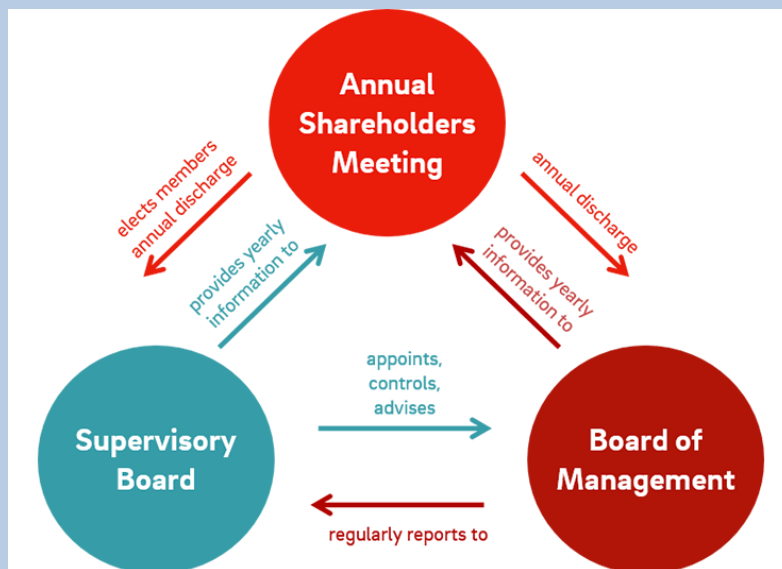 Annual
Shareholders
Meeting
elects members
annual discharge
annual discharge
provides yearly
information to
provides yearly
information to
appoints,
controls,
advises
Supervisory
Board
Board of
Management
regularly reports to